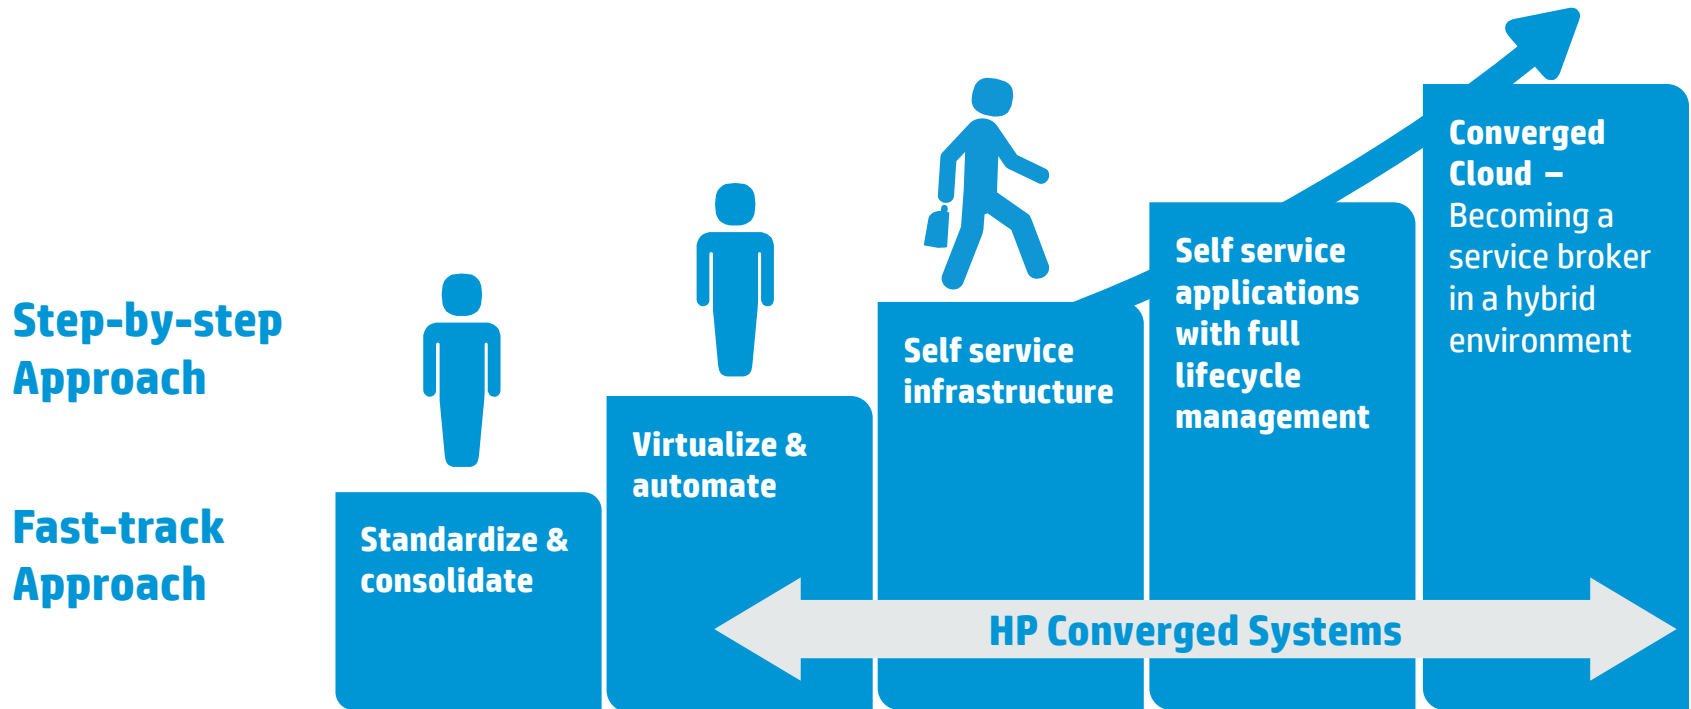 Step-by-step
Approach
Fast-track
Approach
Standardize &
consolidate
Virtualize &
automate
Self service
infrastructure
Self service
applications
with full
lifecycle
management
Converged
Cloud –
Becoming a
service broker
in a hybrid
environment
HP Converged Systems